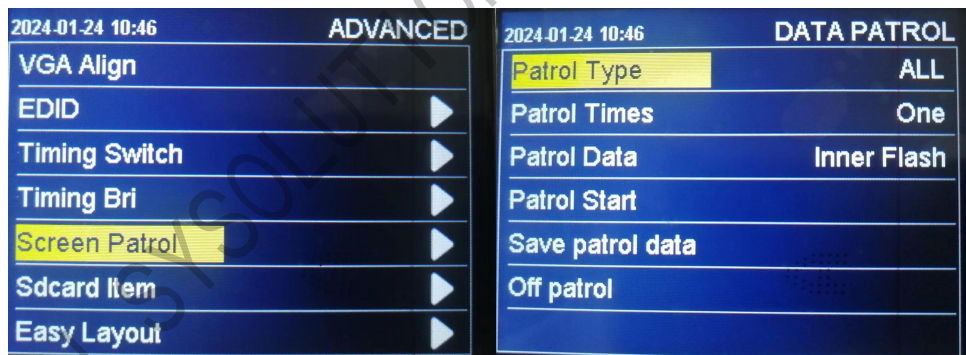 2024-01-24 10:46 ADVANCED
VGA Align
EDID
Timing Switch
Timing Bri
Screen Patrol
Sdcard Item
Easy Layout
2024-01-24 10:46 DATA PATROL
Patrol Type ALL
Patrol Times One
Patrol Data Inner Flash
Patrol Start
Save patrol data
Off patrol
SYSOLUTION